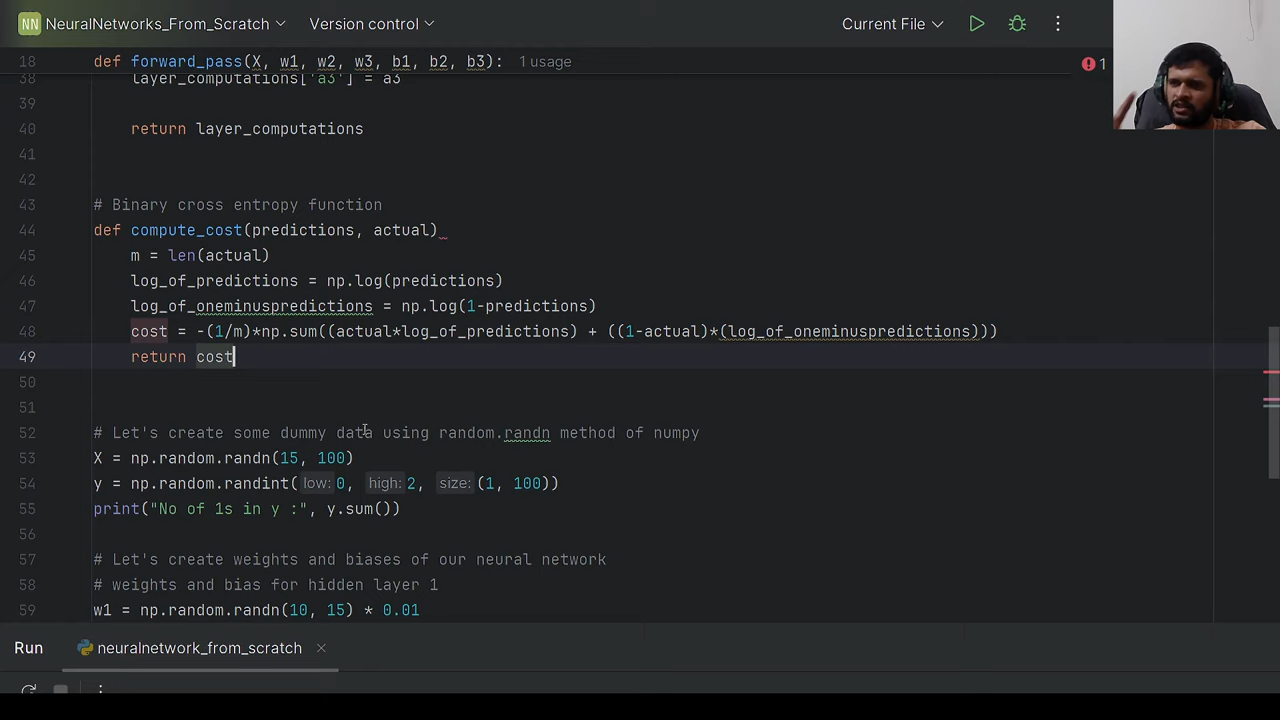 NN NeuralNetworks_From_Scratch Version control Current File
18 def forward_pass(X, w1, w2, w3, b1, b2, b3): 1 usage
1
38 layer_computations['a3'] = a3
39
40 return layer_computations
41
42
43 # Binary cross entropy function
44 def compute_cost(predictions, actual)
45 m = len(actual)
46 log_of_predictions = np.log(predictions)
47 log_of_oneminuspredictions = np.log(1-predictions)
48 cost = -(1/m)*np.sum((actual*log_of_predictions) + ((1-actual)*(log_of_oneminuspredictions)))
49 return cost
50
51
52 # Let's create some dummy data using random.randn method of numpy
53 X = np.random.randn(15, 100)
54 y = np.random.randint( low: 0, high: 2, size: (1, 100))
55 print("No of 1s in y :", y.sum())
56
57 # Let's create weights and biases of our neural network
58 # weights and bias for hidden layer 1
59 w1 = np.random.randn(10, 15) * 0.01
Run neuralnetwork_from_scratch